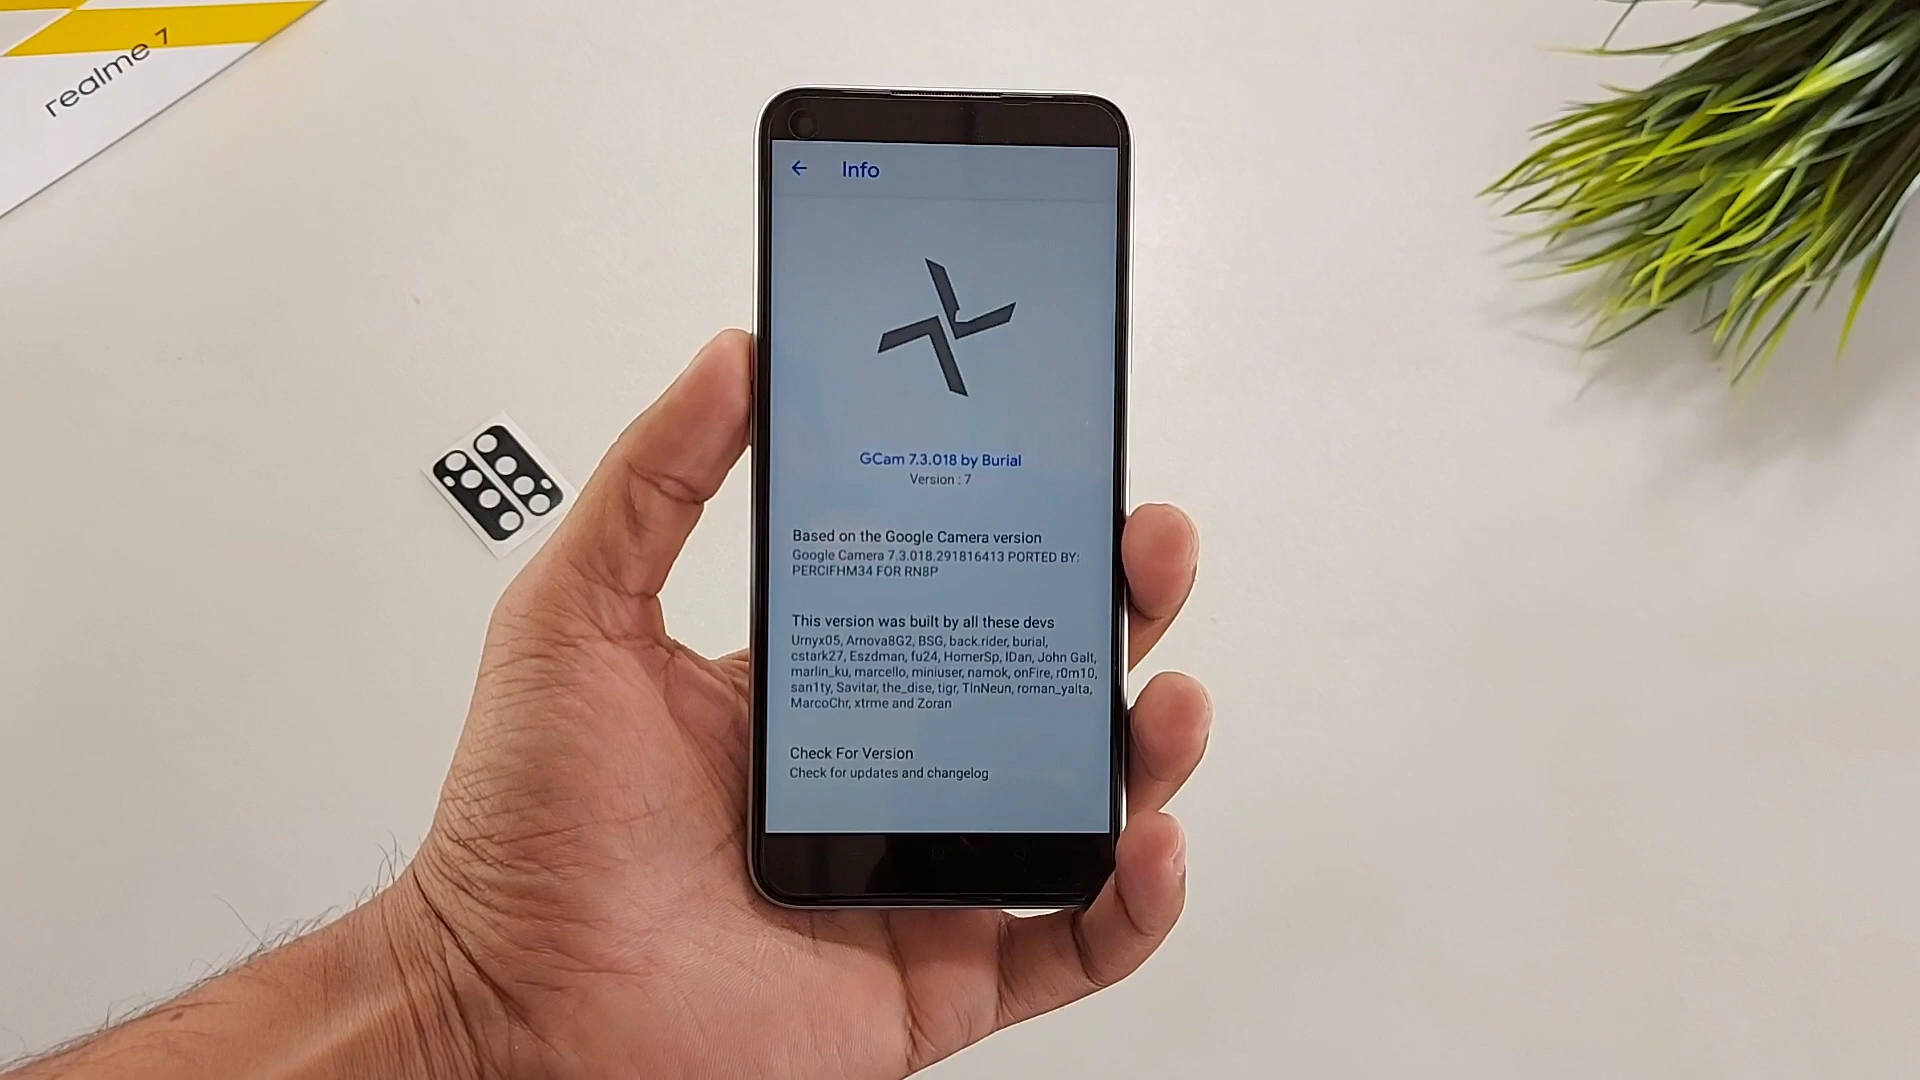 realme 7
Info
GCam 7.3.018 by Burial
Version : 7
Based on the Google Camera version
Google Camera 7.3.018.291816413 PORTED BY:
PERCIFHM34 FOR RN8P
This version was built by all these devs
Urnyx05, Arnova8G2, BSG, back.rider, burial,
cstark27, Eszdman, fu24, HomerSp, IDan, John Galt,
marlin_ku, marcello, miniuser, namok, onFire, r0m10,
san1ty, Savitar, the_dise, tigr, TlnNeun, roman_yalta,
MarcoChr, xtrme and Zoran
Check For Version
Check for updates and changelog